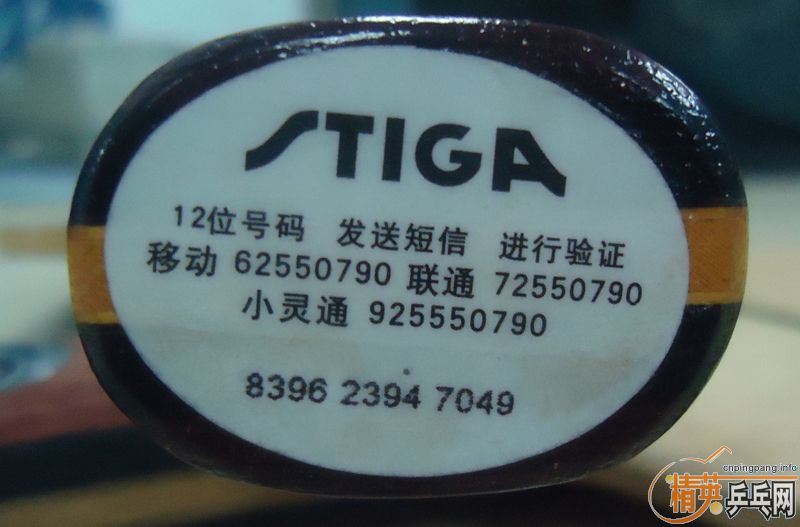 STIGA
12位号码 发送短信 进行验证
移动 62550790 联通 72550790
小灵通 925550790
8396 2394 7049
cnpingpang.info
精英乒乓网